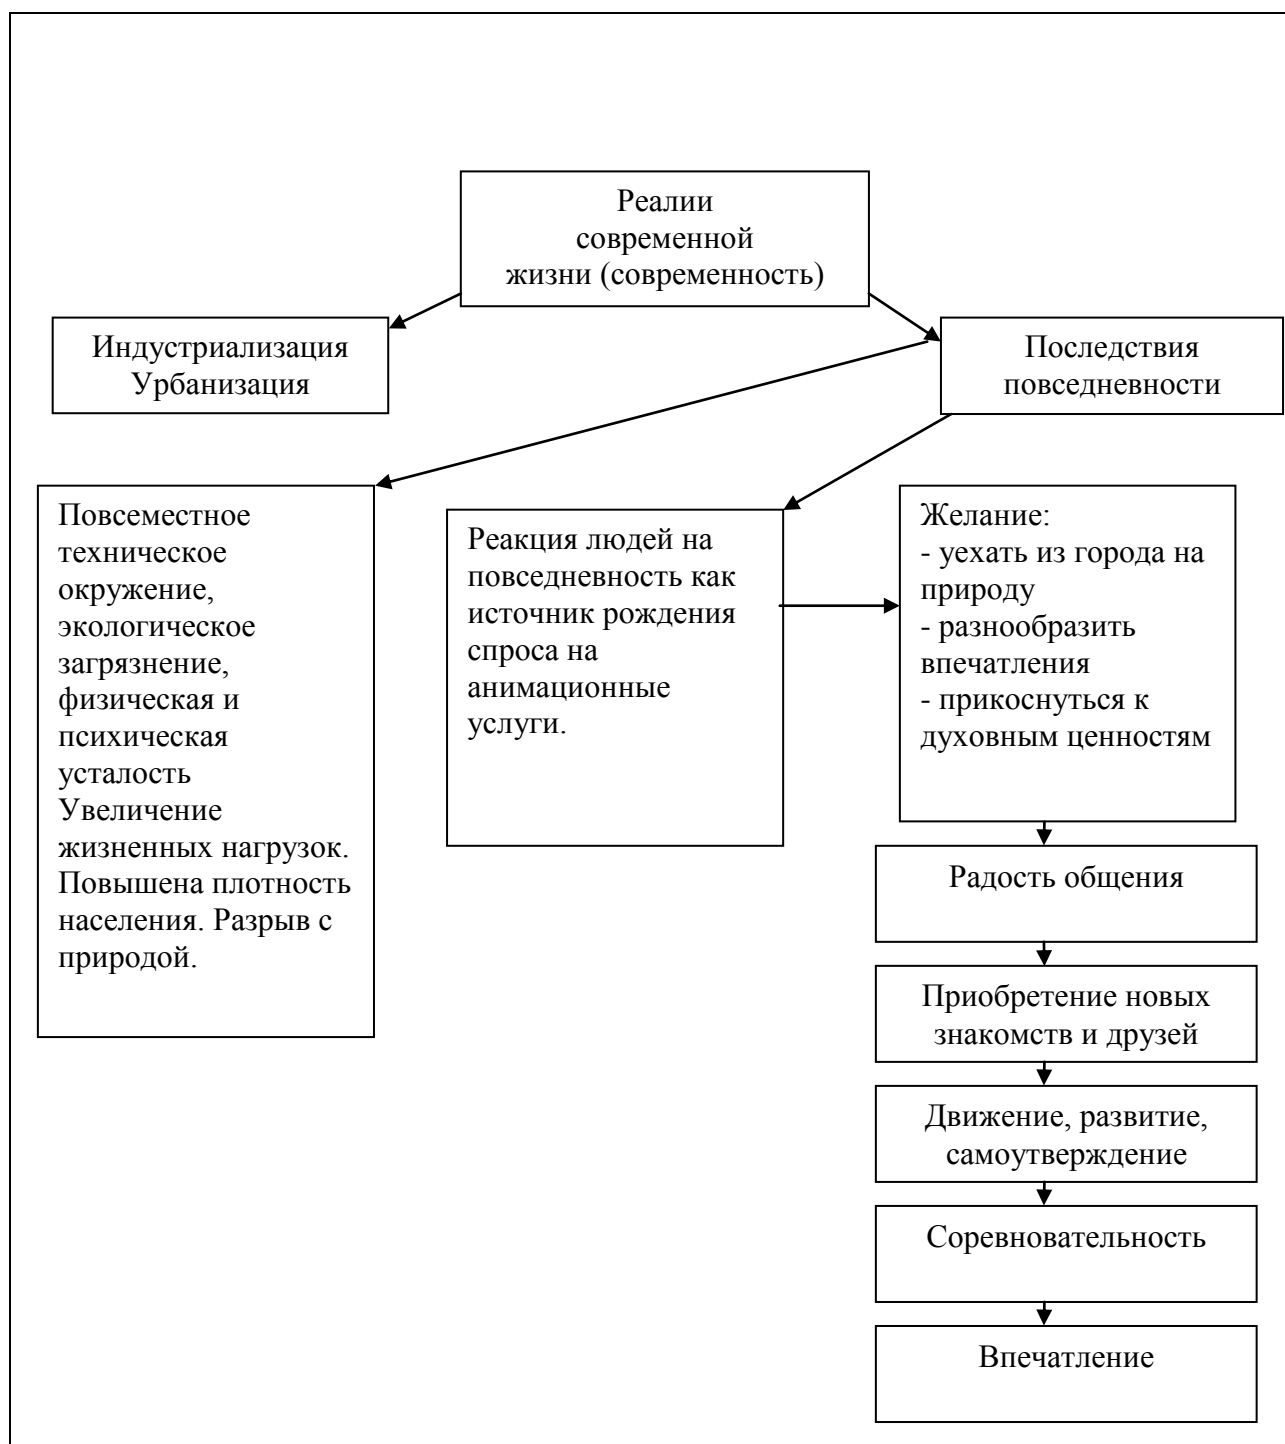 Реалии
современной
жизни (современность)
Индустриализация
Урбанизация
Последствия
повседневности
Повсеместное
техническое
окружение,
экологическое
загрязнение,
физическая и
психическая
усталость
Увеличение
жизненных нагрузок.
Повышена плотность
населения. Разрыв с
природой.
Реакция людей на
повседневность как
источник рождения
спроса на
анимационные
услуги.
Желание:
- уехать из города на
природу
- разнообразить
впечатления
- прикоснуться к
духовным ценностям
Радость общения
Приобретение новых
знакомств и друзей
Движение, развитие,
самоутверждение
Соревновательность
Впечатление